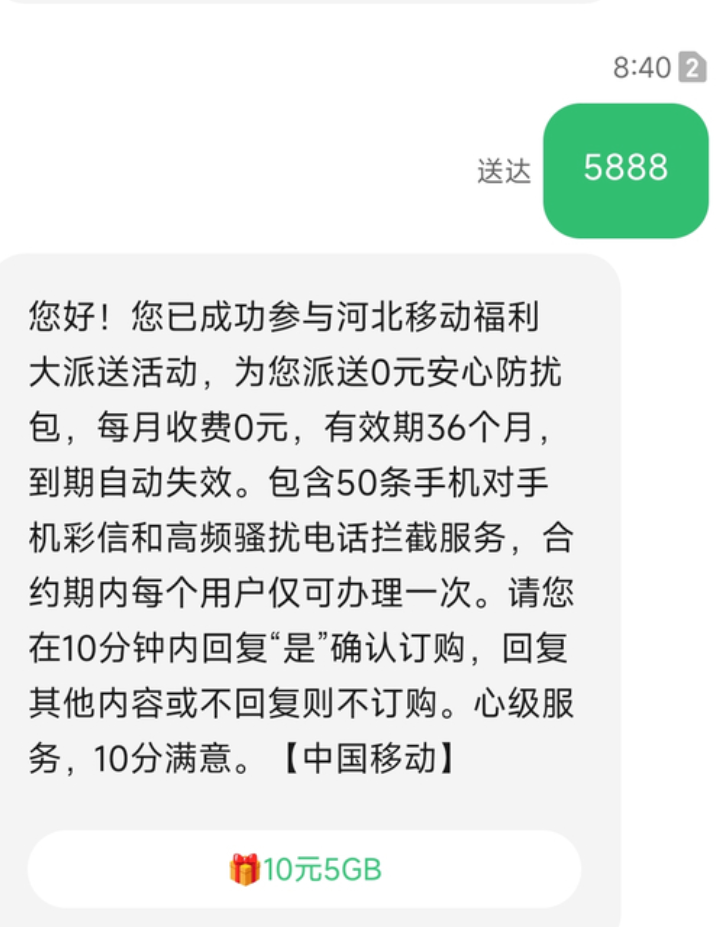 8:40 2
送达 5888
您好！您已成功参与河北移动福利
大派送活动，为您派送0元安心防扰
包，每月收费0元，有效期36个月，
到期自动失效。包含50条手机对手
机彩信和高频骚扰电话拦截服务，合
约期内每个用户仅可办理一次。请您
在10分钟内回复“是”确认订购，回复
其他内容或不回复则不订购。心级服
务，10分满意。【中国移动】
🎁10元5GB